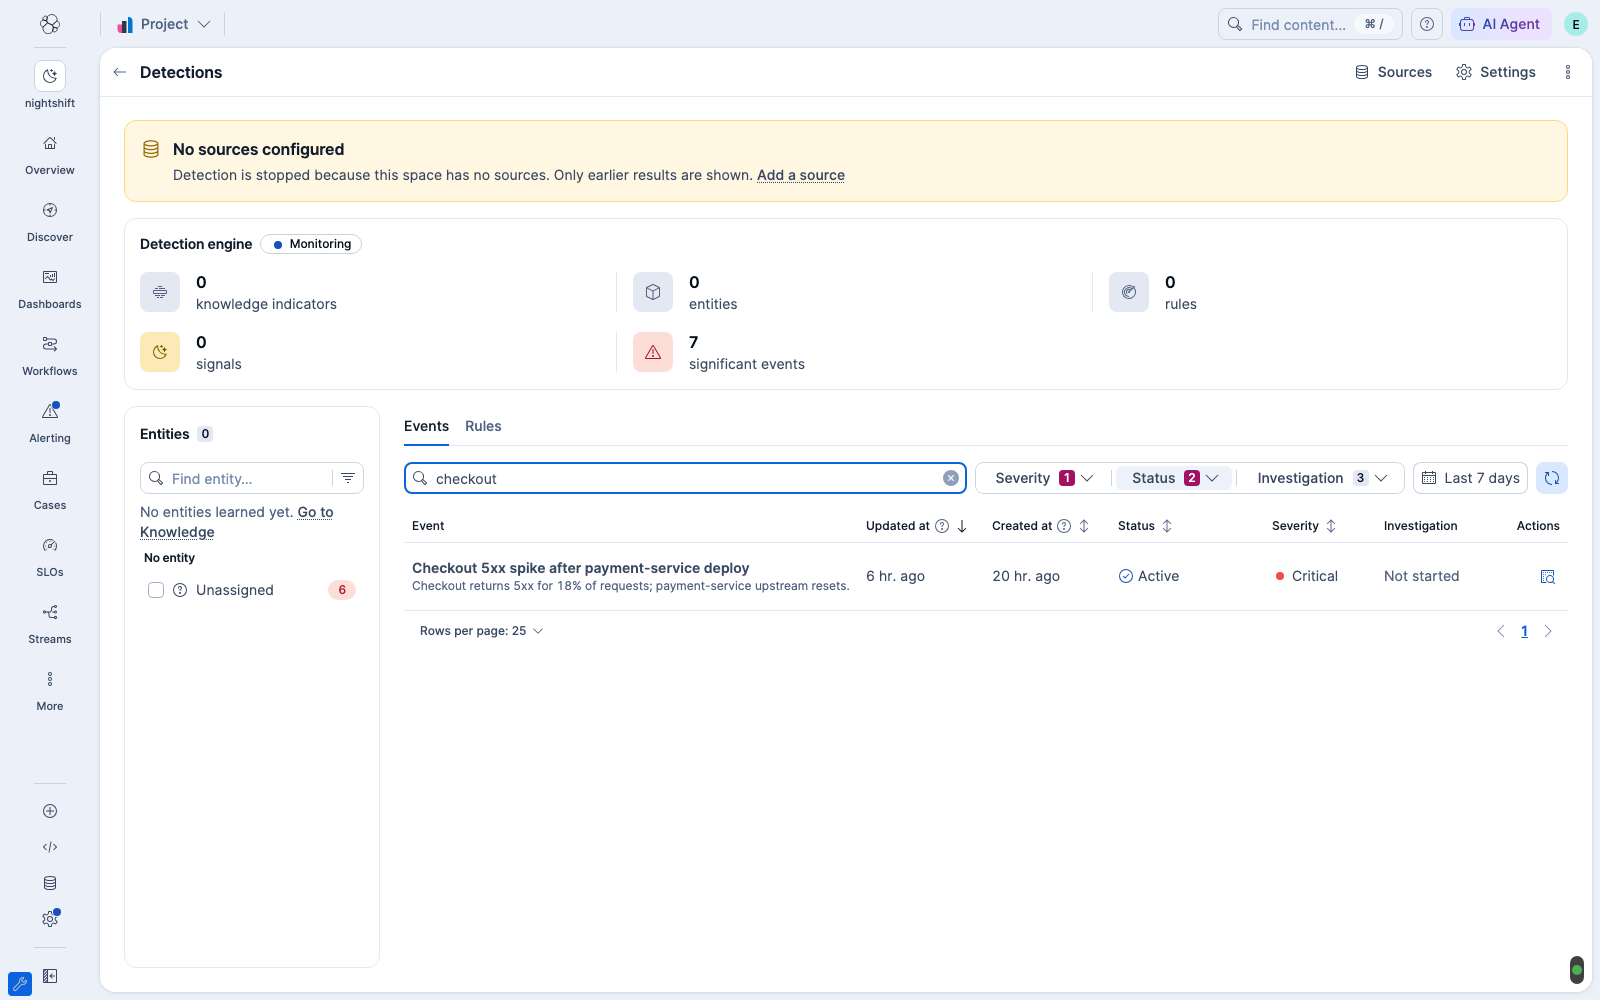 Project
Find content...
⌘ /
AI Agent
E
nightshift
Overview
Discover
Dashboards
Workflows
Alerting
Cases
SLOs
Streams
More
Detections
Sources
Settings
No sources configured
Detection is stopped because this space has no sources. Only earlier results are shown. Add a source
Detection engine
Monitoring
0
knowledge indicators
0
entities
0
rules
0
signals
7
significant events
Entities 0
Find entity...
No entities learned yet. Go to
Knowledge
No entity
Unassigned 6
Events Rules
checkout
Severity 1
Status 2
Investigation 3
Last 7 days
Event Updated at Created at Status Severity Investigation Actions
Checkout 5xx spike after payment-service deploy
Checkout returns 5xx for 18% of requests; payment-service upstream resets.
6 hr. ago
20 hr. ago
Active
Critical
Not started
Rows per page: 25
1